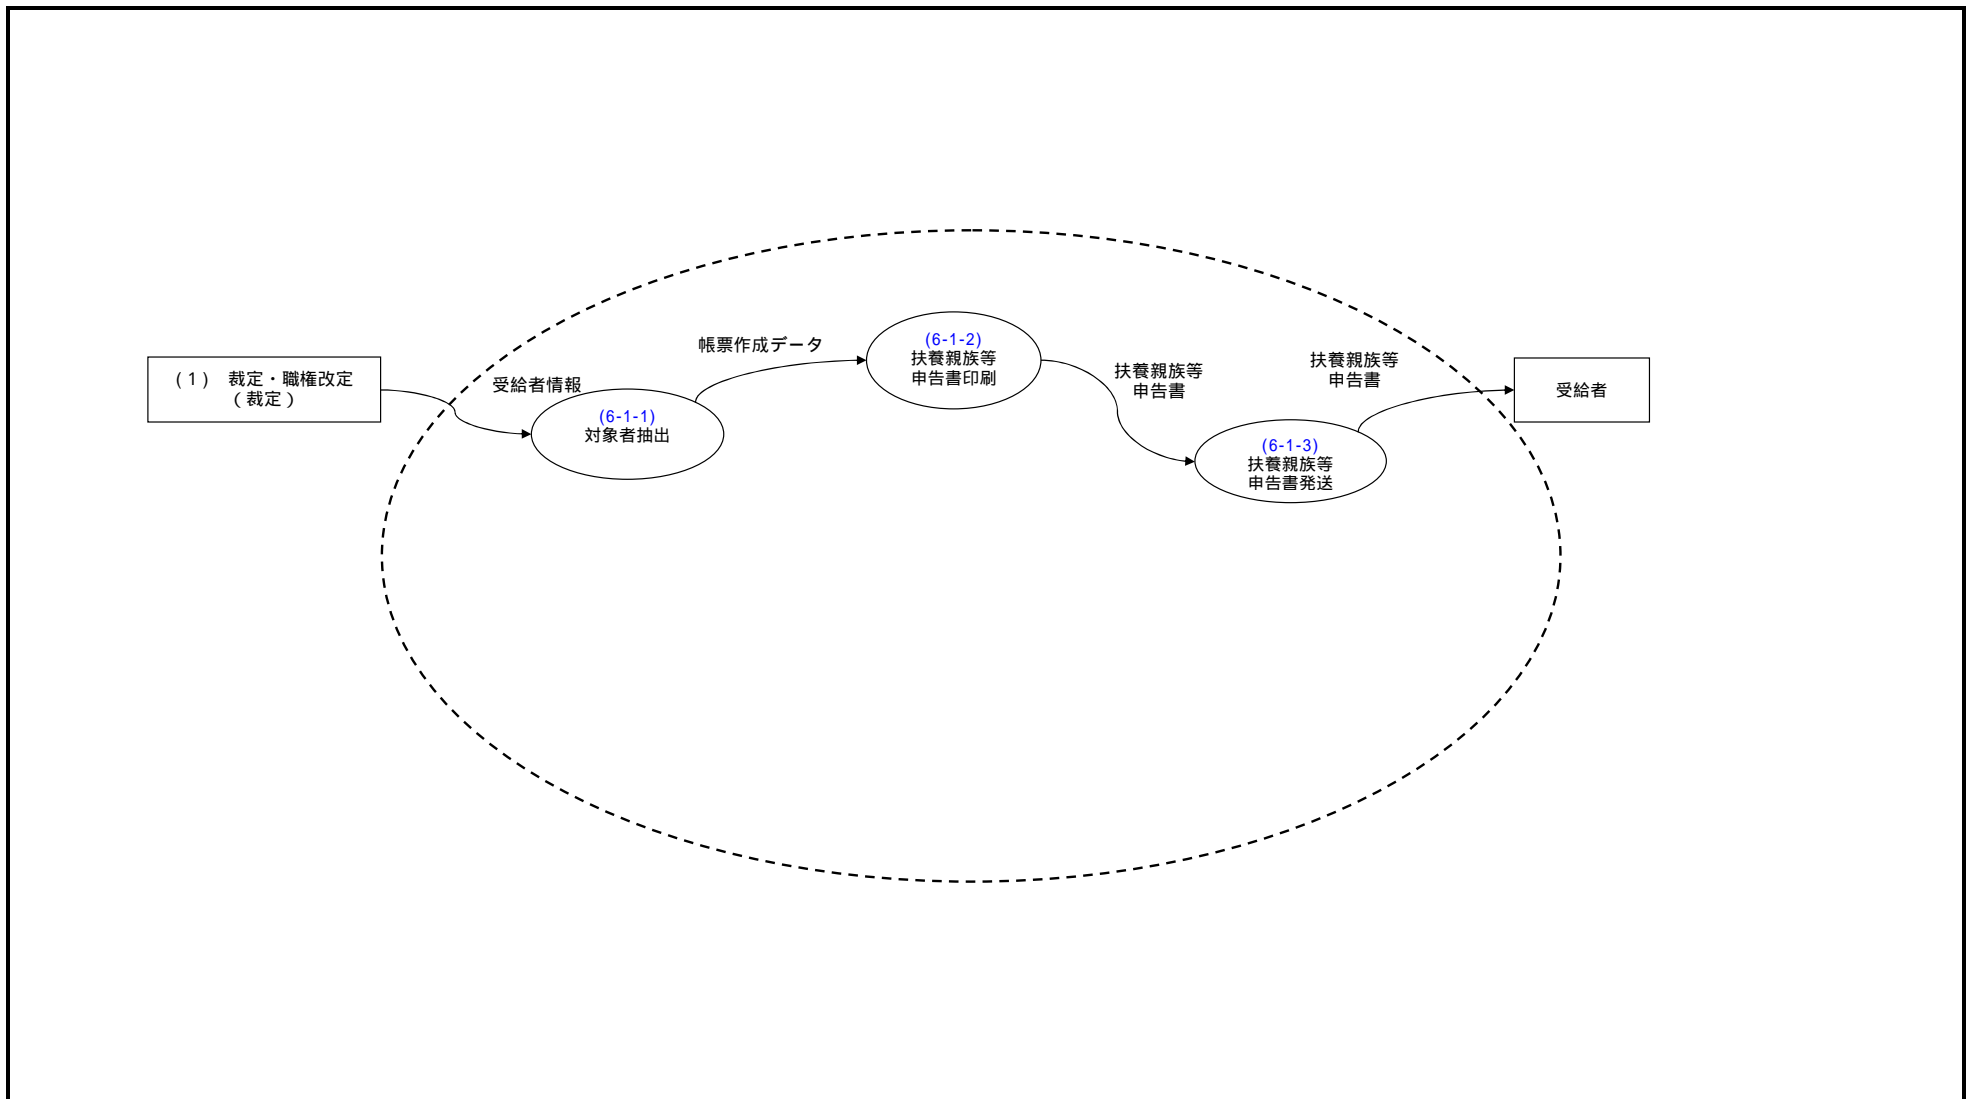 (1) 裁定・職権改定
(裁定)
受給者情報
(6-1-1)
対象者抽出
帳票作成データ
(6-1-2)
扶養親族等
申告書印刷
扶養親族等
申告書
(6-1-3)
扶養親族等
申告書発送
扶養親族等
申告書
受給者